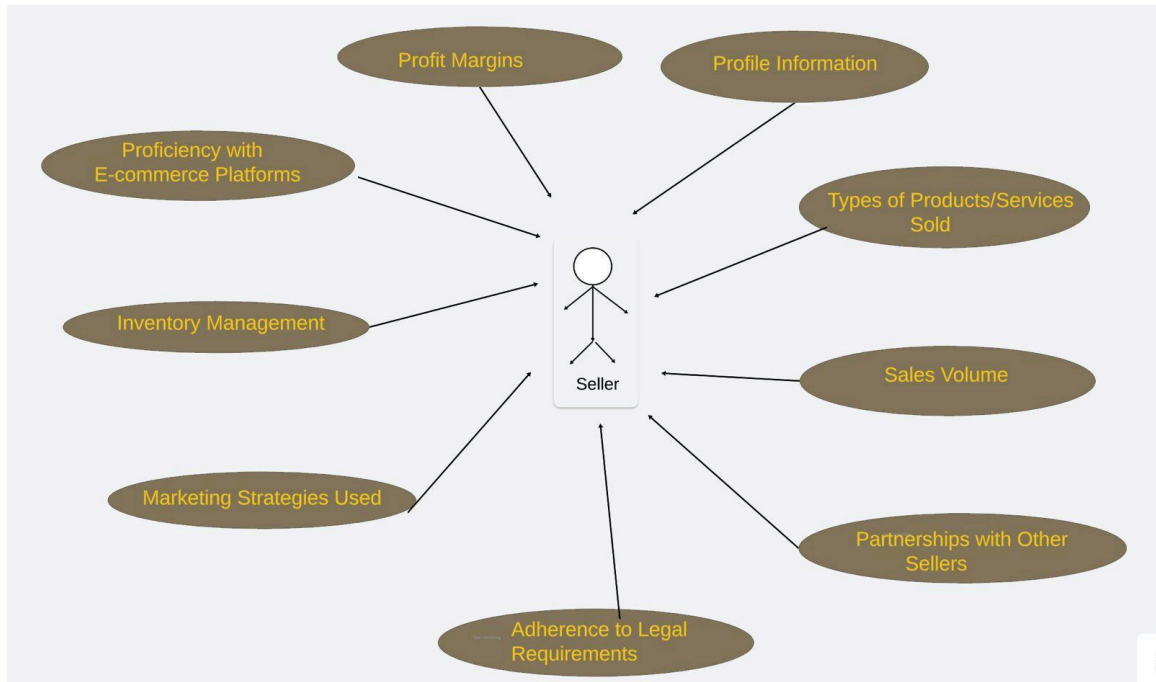 Profit Margins
Profile Information
Proficiency with
E-commerce Platforms
Types of Products/Services
Sold
Inventory Management
Seller
Sales Volume
Marketing Strategies Used
Partnerships with Other
Sellers
Adherence to Legal
Requirements